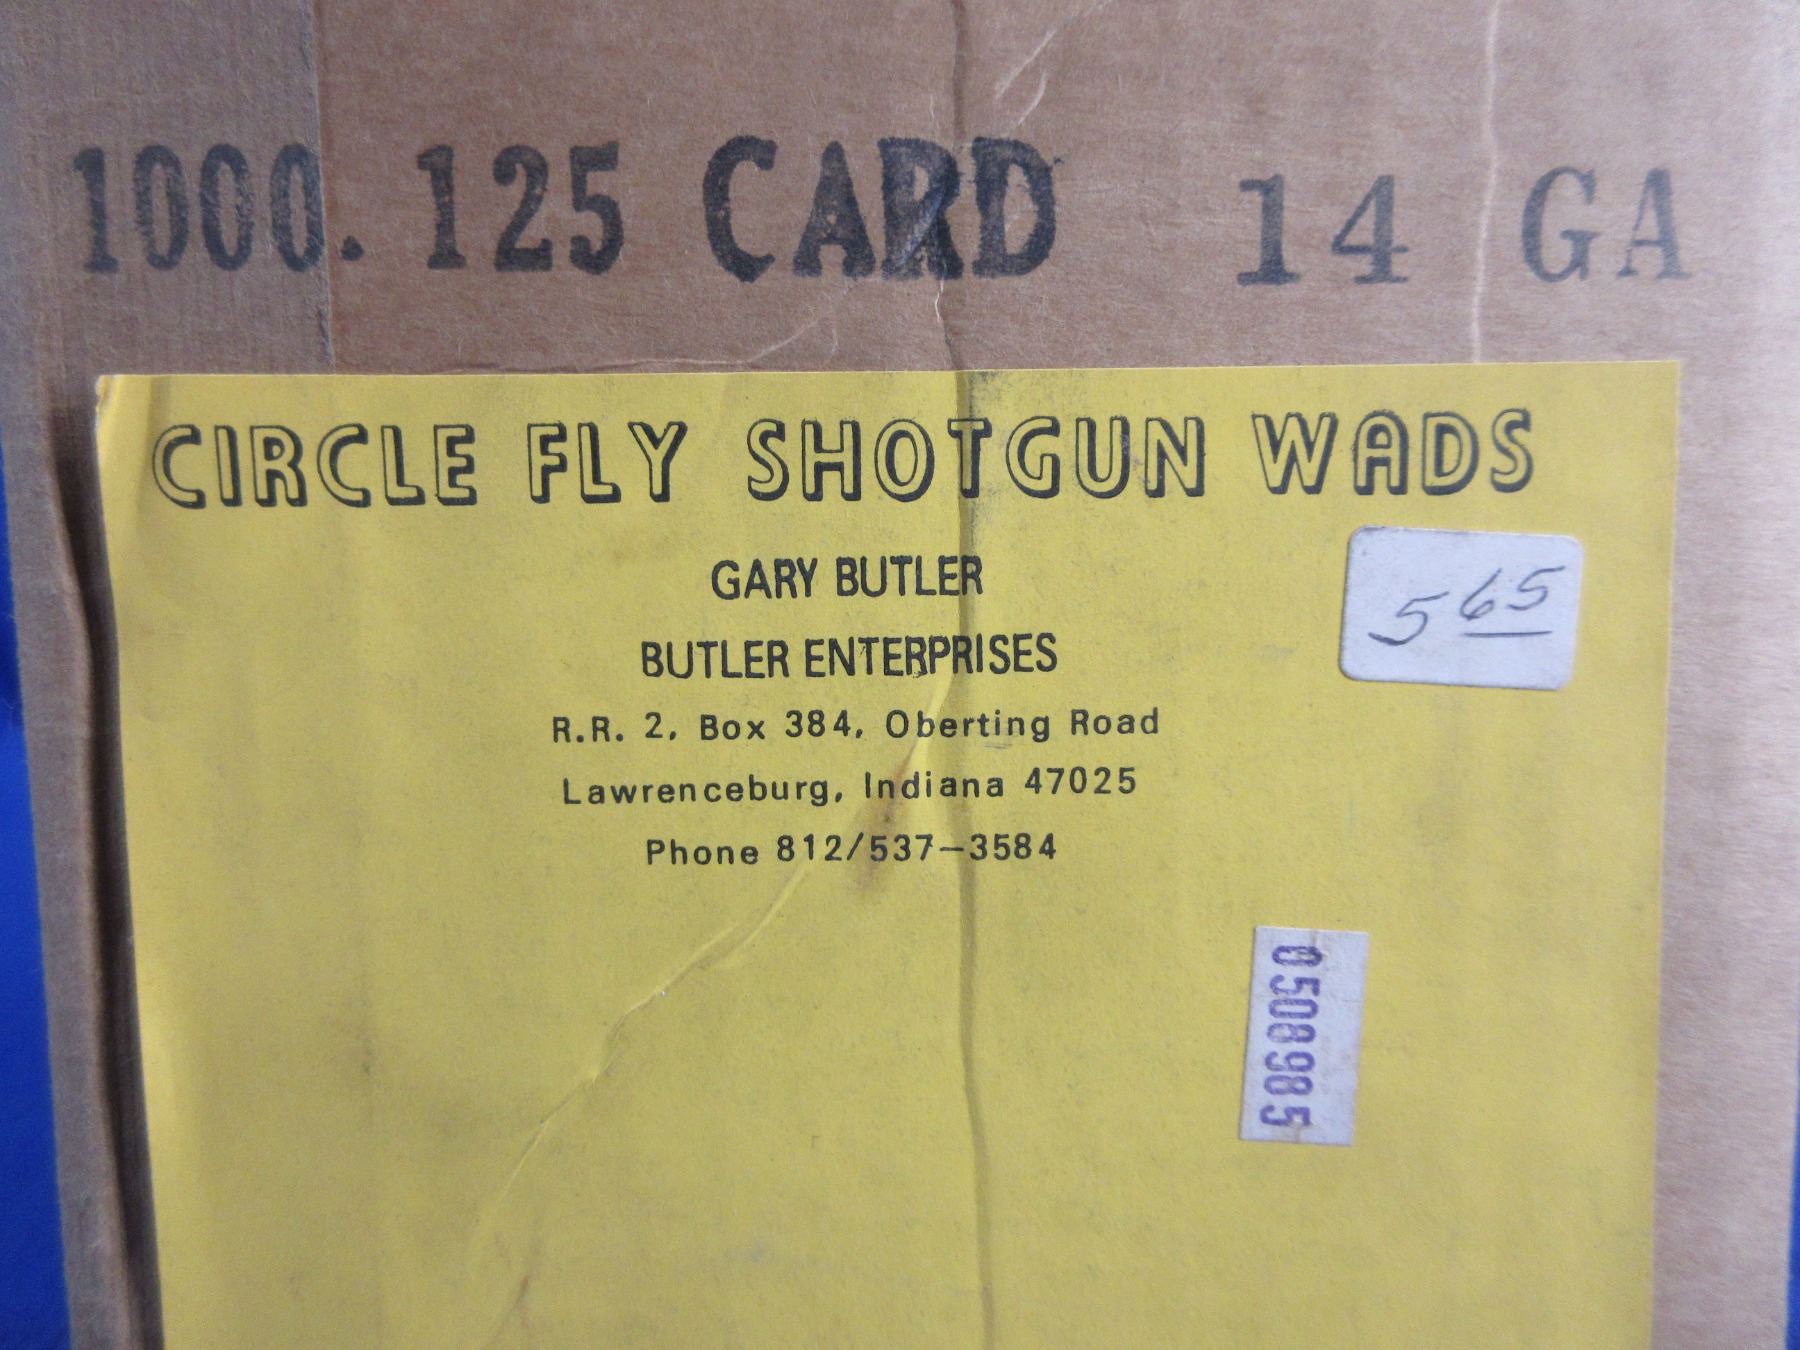 1000 .125 CARD 14 GA
CIRCLE FLY SHOTGUN WADS
GARY BUTLER
BUTLER ENTERPRISES
R.R. 2, Box 384, Oberting Road
Lawrenceburg, Indiana 47025
Phone 812/537-3584
5 65
0508985